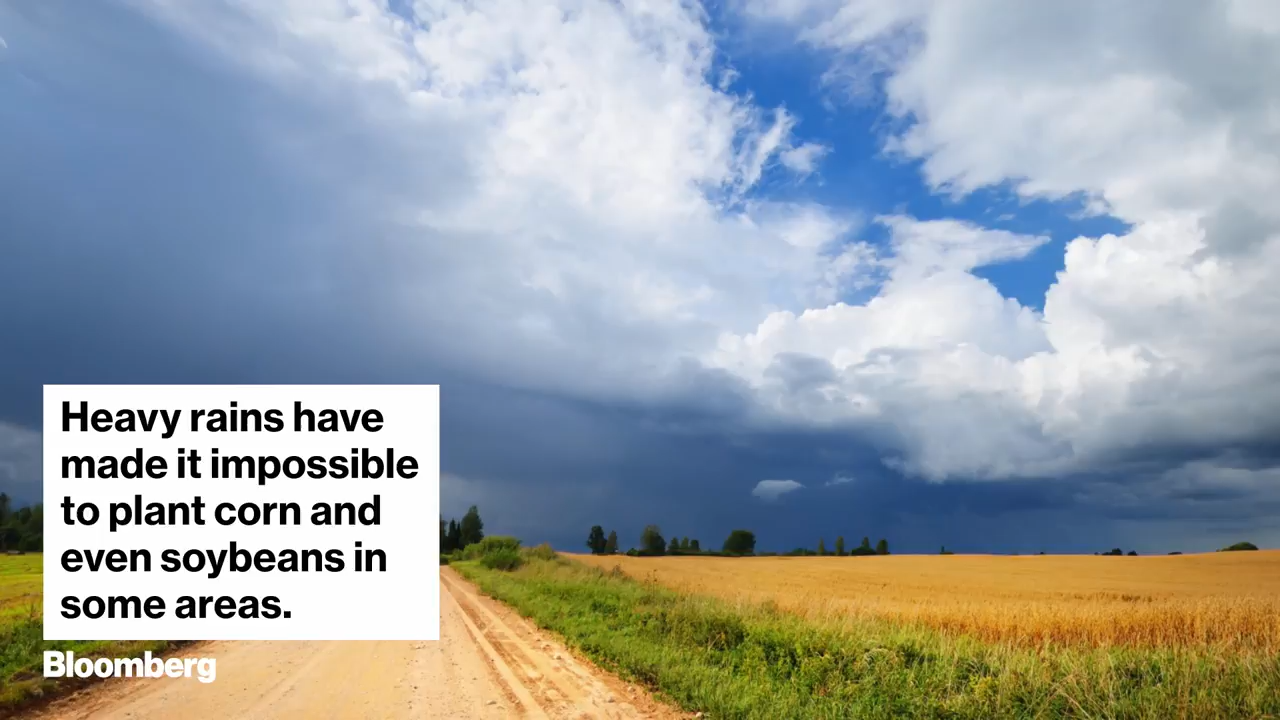 Heavy rains have
made it impossible
to plant corn and
even soybeans in
some areas.
Bloomberg